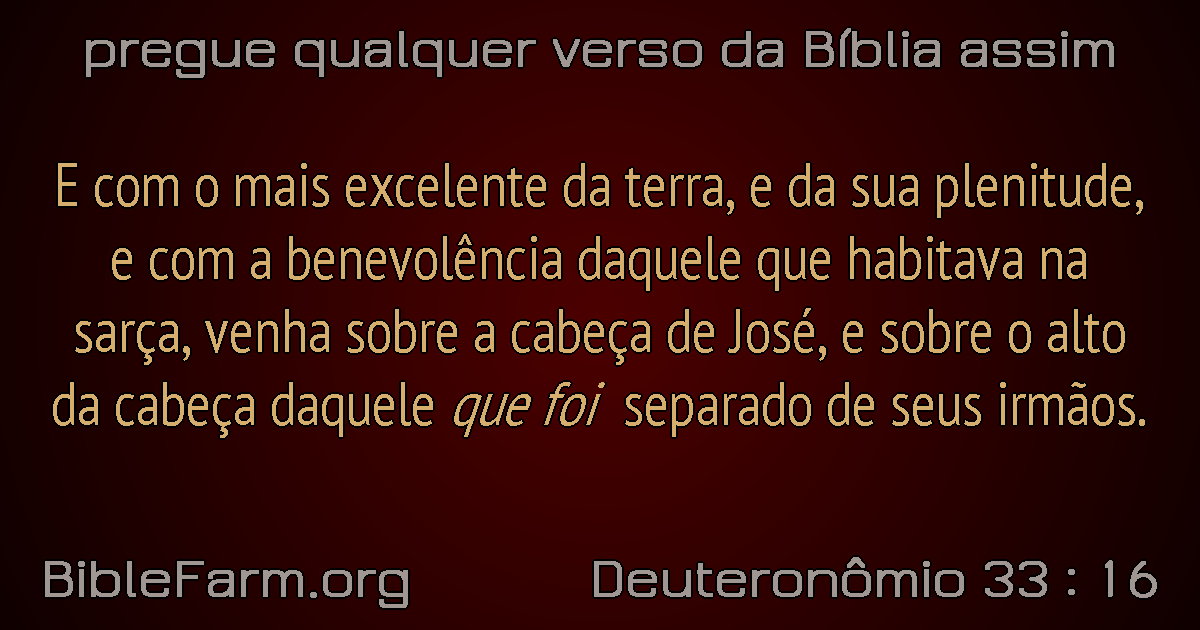 pregue qualquer verso da Bíblia assim
E com o mais excelente da terra, e da sua plenitude,
e com a benevolência daquele que habitava na
sarça, venha sobre a cabeça de José, e sobre o alto
da cabeça daquele que foi separado de seus irmãos.
BibleFarm.org
Deuteronômio 33 : 16